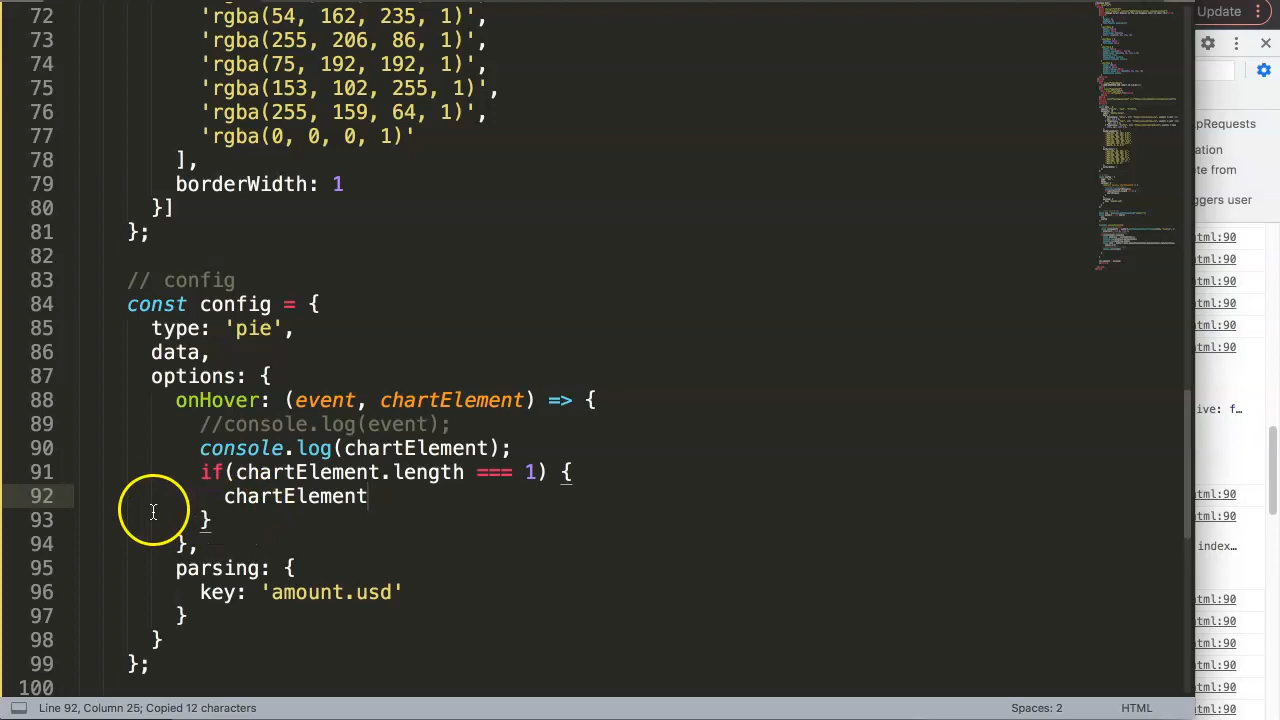 72 'rgba(54, 162, 235, 1)',
73 'rgba(255, 206, 86, 1)',
74 'rgba(75, 192, 192, 1)',
75 'rgba(153, 102, 255, 1)',
76 'rgba(255, 159, 64, 1)',
77 'rgba(0, 0, 0, 1)'
78 ],
79 borderWidth: 1
80 }]
81 };
82
83 // config
84 const config = {
85 type: 'pie',
86 data,
87 options: {
88 onHover: (event, chartElement) => {
89 //console.log(event);
90 console.log(chartElement);
91 if(chartElement.length === 1) {
92 chartElement
93 }
94 },
95 parsing: {
96 key: 'amount.usd'
97 }
98 }
99 };
100
Line 92, Column 25; Copied 12 characters
Spaces: 2
HTML
Update
pRequests
ation
ete from
ggers user
tml:90
tml:90
tml:90
tml:90
tml:90
tml:90
ive: f…
tml:90
tml:90
index…
tml:90
tml:90
tml:90
tml:90
tml:90